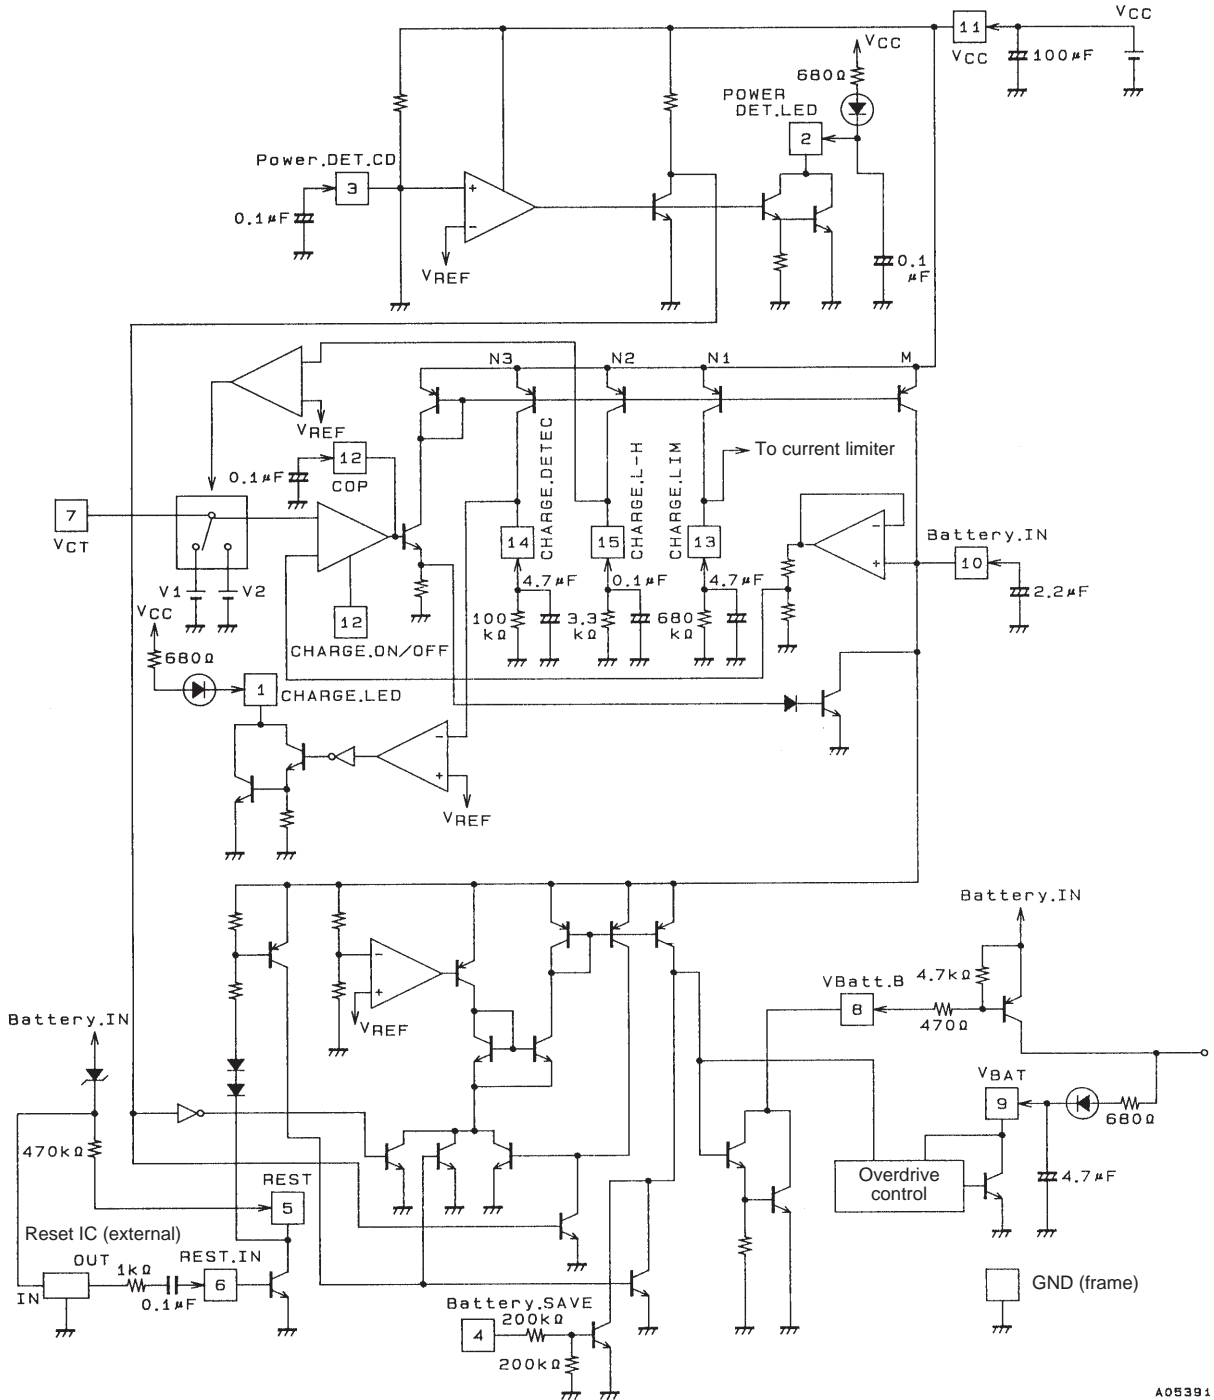 VCC
11
VCC
100µF
VCC
680Ω
POWER
DET.LED
2
Power.DET.CD
3
+
0.1µF
−
VREF
0.1
µF
N3
N2
N1
M
VREF
CHARGE.DETEC
CHARGE.L-H
CHARGE.LIM
To current limiter
12
COP
0.1µF
7
VCT
14
15
13
−
+
Battery.IN
10
2.2µF
4.7µF
0.1µF
4.7µF
100
kΩ
3.3
kΩ
680
kΩ
V1
V2
12
CHARGE.ON/OFF
VCC
680Ω
1
CHARGE.LED
−
+
VREF
Battery.IN
−
+
VREF
4.7kΩ
VBatt.B
8
470Ω
Battery.IN
VBAT
9
680Ω
4.7µF
470kΩ
REST
5
Overdrive
control
Reset IC (external)
OUT
REST.IN
1kΩ
6
IN
0.1µF
GND (frame)
Battery.SAVE
200kΩ
4
200kΩ
A05391